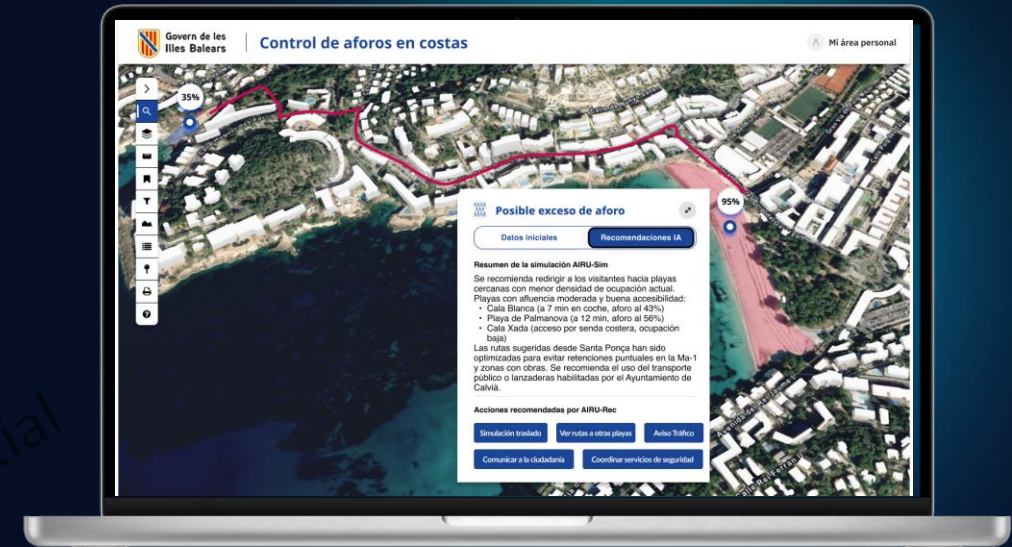 Govern de les
Illes Balears
Control de aforos en costas
Mi área personal
35%
95%
Posible exceso de aforo
Datos iniciales
Recomendaciones IA
Resumen de la simulación AIRU-Sim
Se recomienda redirigir a los visitantes hacia playas
cercanas con menor densidad de ocupación actual.
Playas con afluencia moderada y buena accesibilidad:
• Cala Blanca (a 7 min en coche, aforo al 43%)
• Playa de Palmanova (a 12 min, aforo al 56%)
• Cala Xada (acceso por senda costera, ocupación
baja)
Las rutas sugeridas desde Santa Ponça han sido
optimizadas para evitar retenciones puntuales en la Ma-1
y zonas con obras. Se recomienda el uso del transporte
público o lanzaderas habilitadas por el Ayuntamiento de
Calvià.
Acciones recomendadas por AIRU-Rec
Simulación traslado
Ver rutas a otras playas
Aviso Tráfico
Comunicar a la ciudadanía
Coordinar servicios de seguridad
Avenida del Rei Jaume